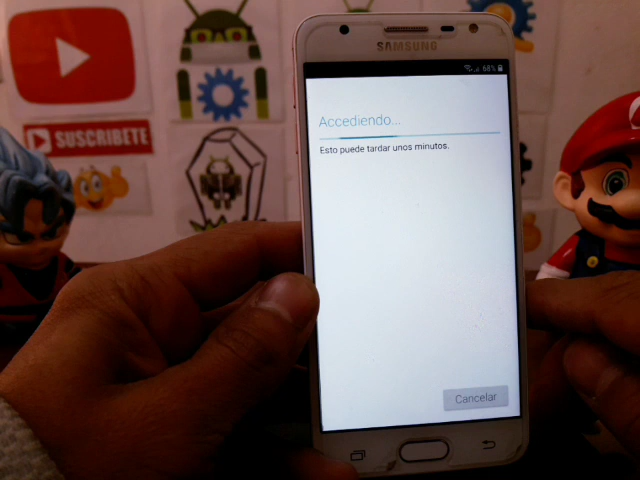 SUSCRIBETE
SAMSUNG
68%
Accediendo...
Esto puede tardar unos minutos.
Cancelar